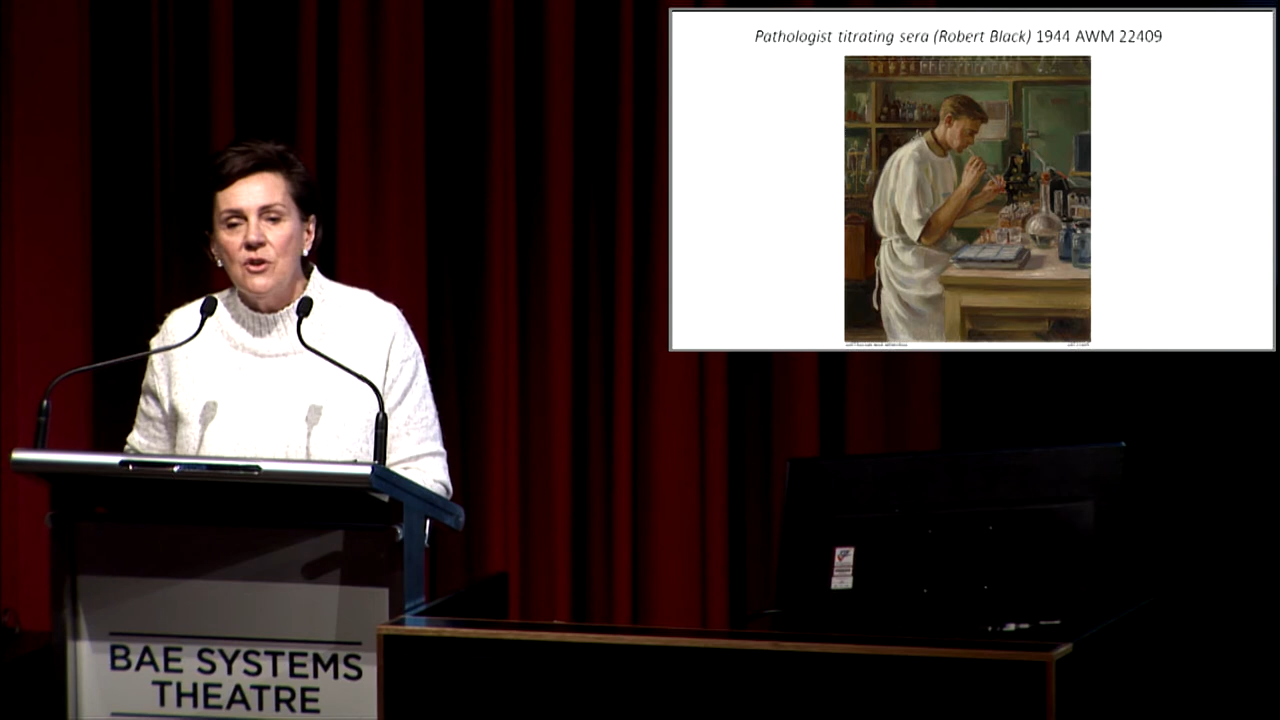 Pathologist titrating sera (Robert Black) 1944 AWM 22409
BAE SYSTEMS
THEATRE